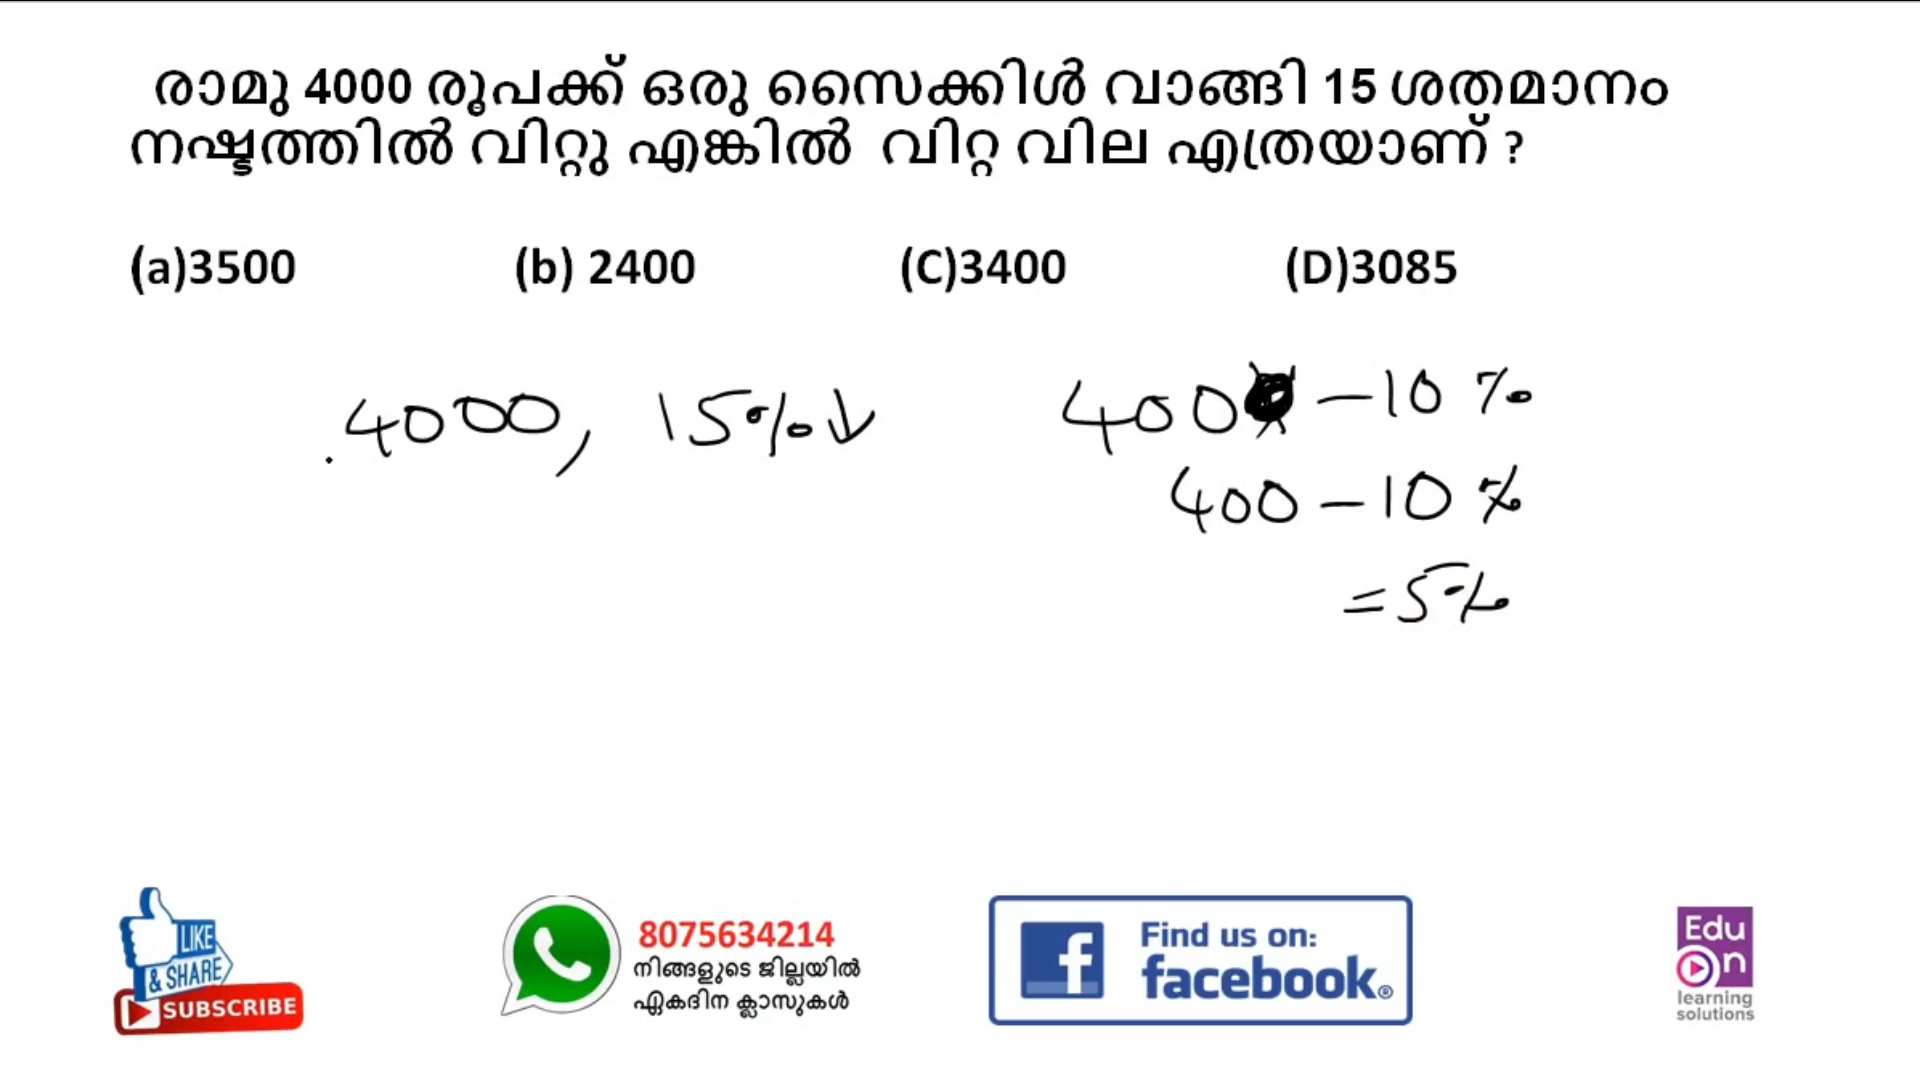 രാമു 4000 രൂപക്ക് ഒരു സൈക്കിൾ വാങ്ങി 15 ശതമാനം
നഷ്ടത്തിൽ വിറ്റു എങ്കിൽ വിറ്റ വില എത്രയാണ് ?
(a)3500 (b) 2400 (C)3400 (D)3085
4000, 15%↓
400 – 10 %
400 – 10 %
= 5%
LIKE
& SHARE
SUBSCRIBE
8075634214
നിങ്ങളുടെ ജില്ലയിൽ
ഏകദിന ക്ലാസുകൾ
Find us on:
facebook®
Edu
On
learning
solutions